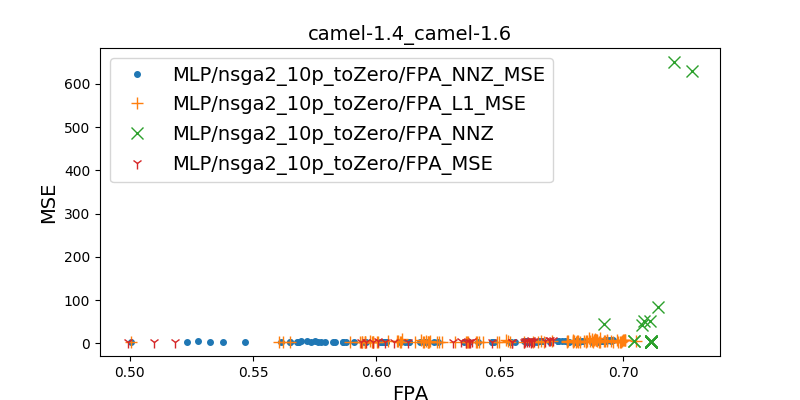 camel-1.4_camel-1.6
MLP/nsga2_10p_toZero/FPA_NNZ_MSE
MLP/nsga2_10p_toZero/FPA_L1_MSE
MLP/nsga2_10p_toZero/FPA_NNZ
MLP/nsga2_10p_toZero/FPA_MSE
MSE
600
500
400
300
200
100
0
0.50 0.55 0.60 0.65 0.70
FPA